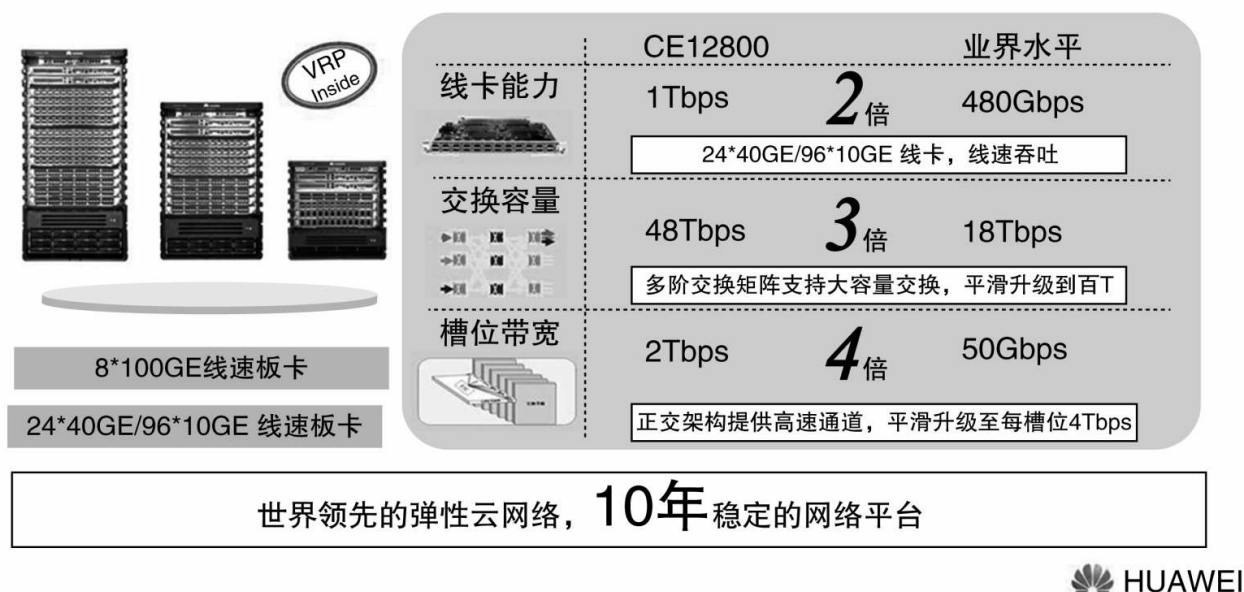 VRP
Inside
CE12800 业界水平
线卡能力
1Tbps 2倍 480Gbps
24*40GE/96*10GE 线卡，线速吞吐
交换容量
48Tbps 3倍 18Tbps
多阶交换矩阵支持大容量交换，平滑升级到百T
槽位带宽
2Tbps 4倍 50Gbps
正交架构提供高速通道，平滑升级至每槽位4Tbps
8*100GE线速板卡
24*40GE/96*10GE 线速板卡
世界领先的弹性云网络，10年稳定的网络平台
HUAWEI